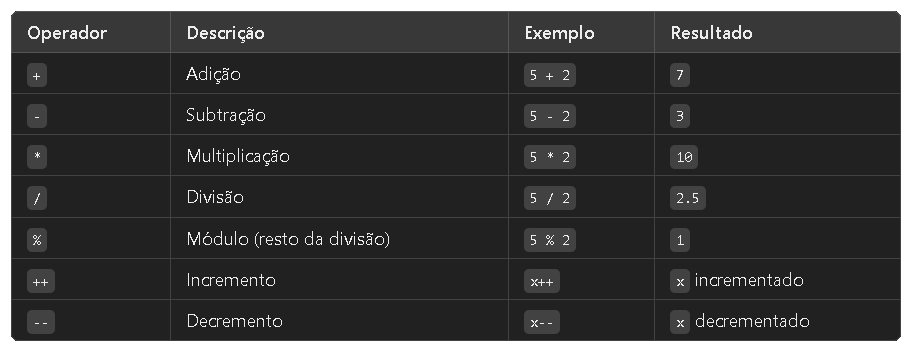 Operador Descrição Exemplo Resultado
+ Adição 5 + 2 7
- Subtração 5 - 2 3
* Multiplicação 5 * 2 10
/ Divisão 5 / 2 2.5
% Módulo (resto da divisão) 5 % 2 1
++ Incremento x++ x incrementado
-- Decremento x-- x decrementado